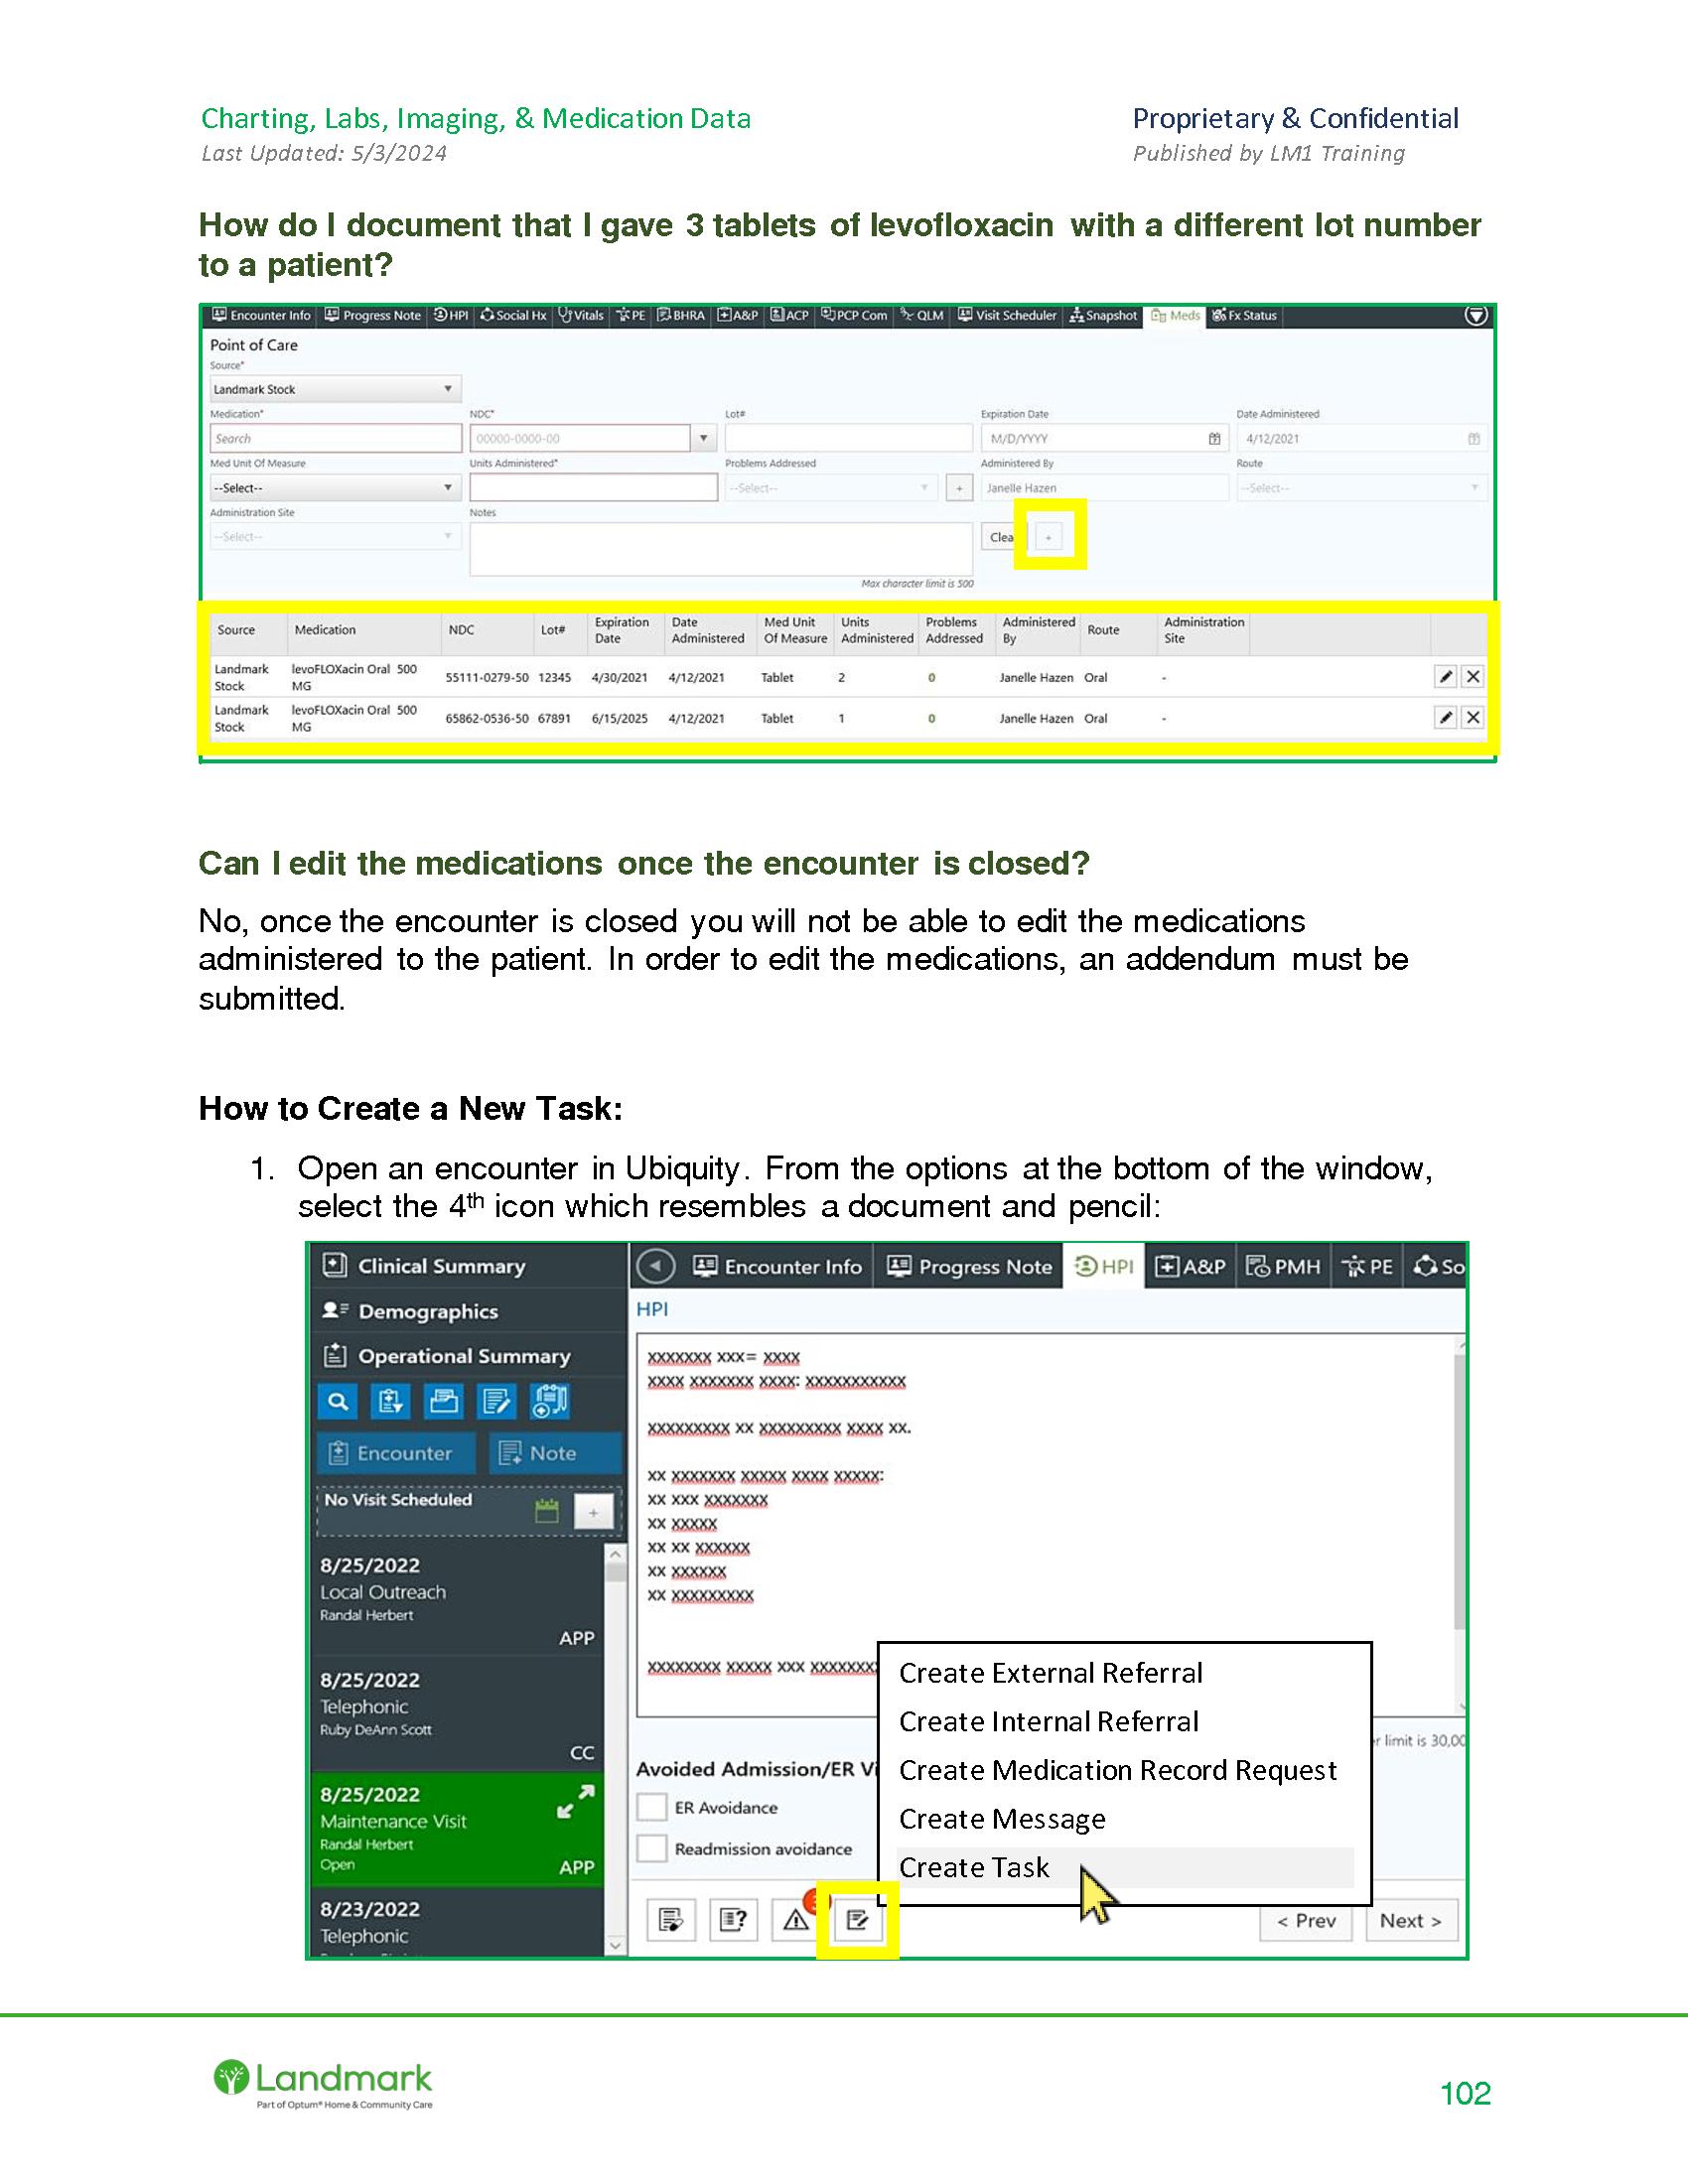 Charting, Labs, Imaging, & Medication Data
Proprietary & Confidential
Last Updated: 5/3/2024
Published by LM1 Training
How do I document that I gave 3 tablets of levofloxacin with a different lot number
to a patient?
Encounter Info Progress Note HPI Social Hx Vitals PE BHRA A&P ACP PCP Com QLM Visit Scheduler Snapshot Meds Fx Status
Point of Care
Source*
Landmark Stock
Medication* NDC* Lot# Expiration Date Date Administered
Search 00000-0000-00 M/D/YYYY 4/12/2021
Med Unit Of Measure Units Administered* Problems Addressed Administered By Route
--Select-- --Select-- + Janelle Hazen --Select--
Administration Site Notes
--Select-- Clea +
Max character limit is 500
Source Medication NDC Lot# Expiration Date Date Administered Med Unit Of Measure Units Administered Problems Addressed Administered By Route Administration Site
Landmark Stock levoFLOXacin Oral 500 MG 55111-0279-50 12345 4/30/2021 4/12/2021 Tablet 2 0 Janelle Hazen Oral -
Landmark Stock levoFLOXacin Oral 500 MG 65862-0536-50 67891 6/15/2025 4/12/2021 Tablet 1 0 Janelle Hazen Oral -
Can I edit the medications once the encounter is closed?
No, once the encounter is closed you will not be able to edit the medications
administered to the patient. In order to edit the medications, an addendum must be
submitted.
How to Create a New Task:
1. Open an encounter in Ubiquity. From the options at the bottom of the window,
select the 4th icon which resembles a document and pencil:
Clinical Summary
Demographics
Operational Summary
Encounter Note
No Visit Scheduled +
8/25/2022
Local Outreach
Randal Herbert
APP
8/25/2022
Telephonic
Ruby DeAnn Scott
CC
8/25/2022
Maintenance Visit
Randal Herbert
Open APP
8/23/2022
Telephonic
Encounter Info Progress Note HPI A&P PMH PE So
HPI
xxxxxxx xxx= xxxx
xxxx xxxxxxx xxxx: xxxxxxxxxxx
xxxxxxxxx xx xxxxxxxxx xxxx xx.
xx xxxxxxx xxxxx xxxx xxxxx:
xx xxx xxxxxxx
xx xxxxx
xx xx xxxxxx
xx xxxxxx
xx xxxxxxxxx
xxxxxxxx xxxxx xxx xxxxxxxx
r limit is 30,00
Avoided Admission/ER Vi
ER Avoidance
Readmission avoidance
Create External Referral
Create Internal Referral
Create Medication Record Request
Create Message
Create Task
< Prev Next >
Landmark
Part of Optum® Home & Community Care
102